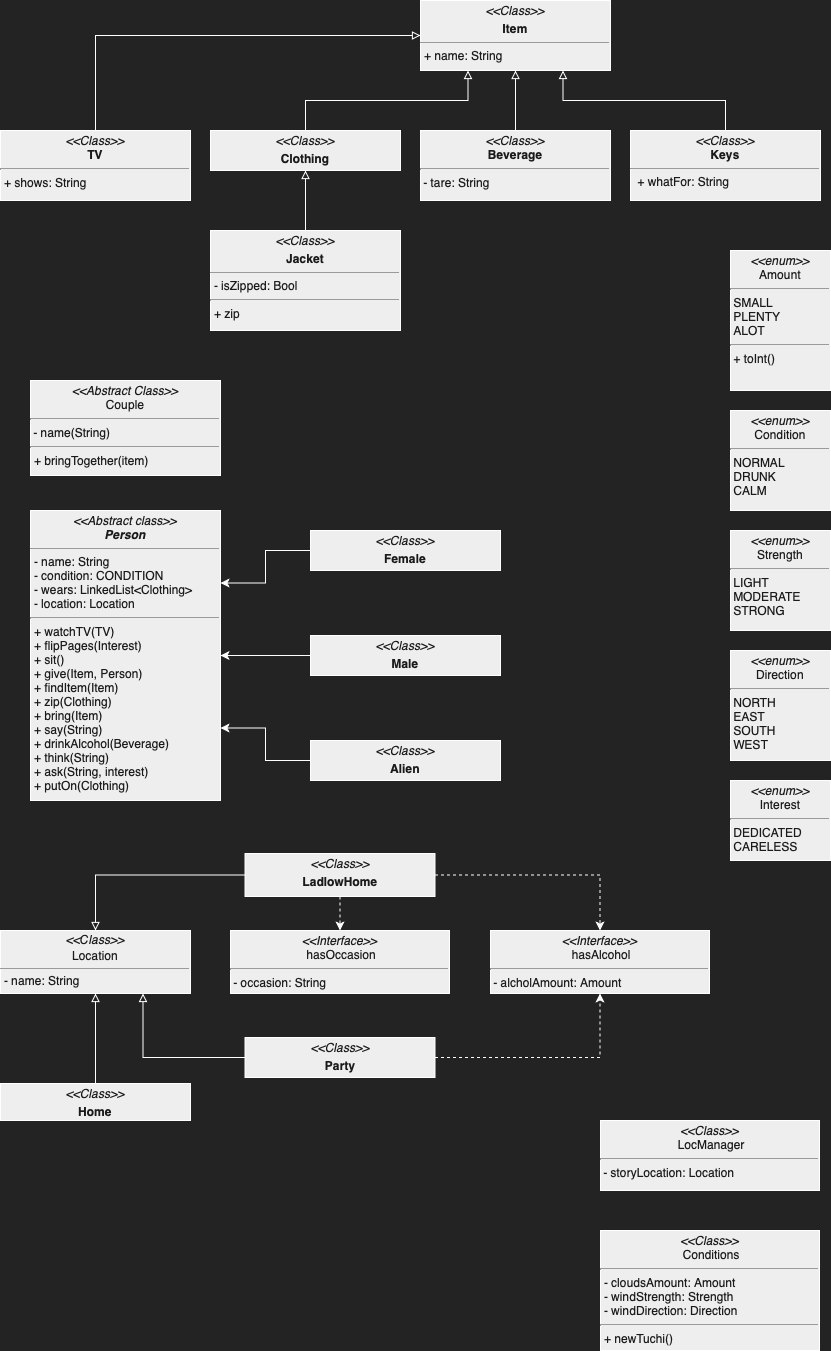 <<Class>>
Item
+ name: String
<<Class>>
TV
+ shows: String
<<Class>>
Clothing
<<Class>>
Beverage
- tare: String
<<Class>>
Keys
+ whatFor: String
<<Class>>
Jacket
- isZipped: Bool
+ zip
<<enum>>
Amount
SMALL
PLENTY
ALOT
+ toInt()
<<Abstract Class>>
Couple
- name(String)
+ bringTogether(item)
<<enum>>
Condition
NORMAL
DRUNK
CALM
<<Abstract class>>
Person
- name: String
- condition: CONDITION
- wears: LinkedList<Clothing>
- location: Location
+ watchTV(TV)
+ flipPages(Interest)
+ sit()
+ give(Item, Person)
+ findItem(Item)
+ zip(Clothing)
+ bring(Item)
+ say(String)
+ drinkAlcohol(Beverage)
+ think(String)
+ ask(String, interest)
+ putOn(Clothing)
<<Class>>
Female
<<Class>>
Male
<<Class>>
Alien
<<enum>>
Strength
LIGHT
MODERATE
STRONG
<<enum>>
Direction
NORTH
EAST
SOUTH
WEST
<<enum>>
Interest
DEDICATED
CARELESS
<<Class>>
LadlowHome
<<Class>>
Location
- name: String
<<Interface>>
hasOccasion
- occasion: String
<<Interface>>
hasAlcohol
- alcholAmount: Amount
<<Class>>
Party
<<Class>>
Home
<<Class>>
LocManager
- storyLocation: Location
<<Class>>
Conditions
- cloudsAmount: Amount
- windStrength: Strength
- windDirection: Direction
+ newTuchi()